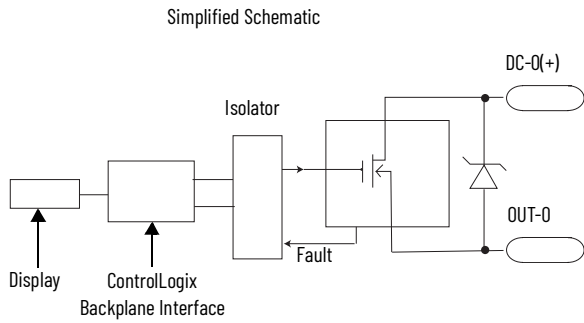 Simplified Schematic
DC-0(+)
Isolator
OUT-0
Fault
Display
ControlLogix
Backplane Interface